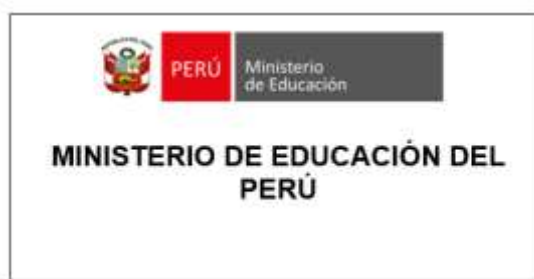 PERÚ
Ministerio
de Educación
MINISTERIO DE EDUCACIÓN DEL
PERÚ